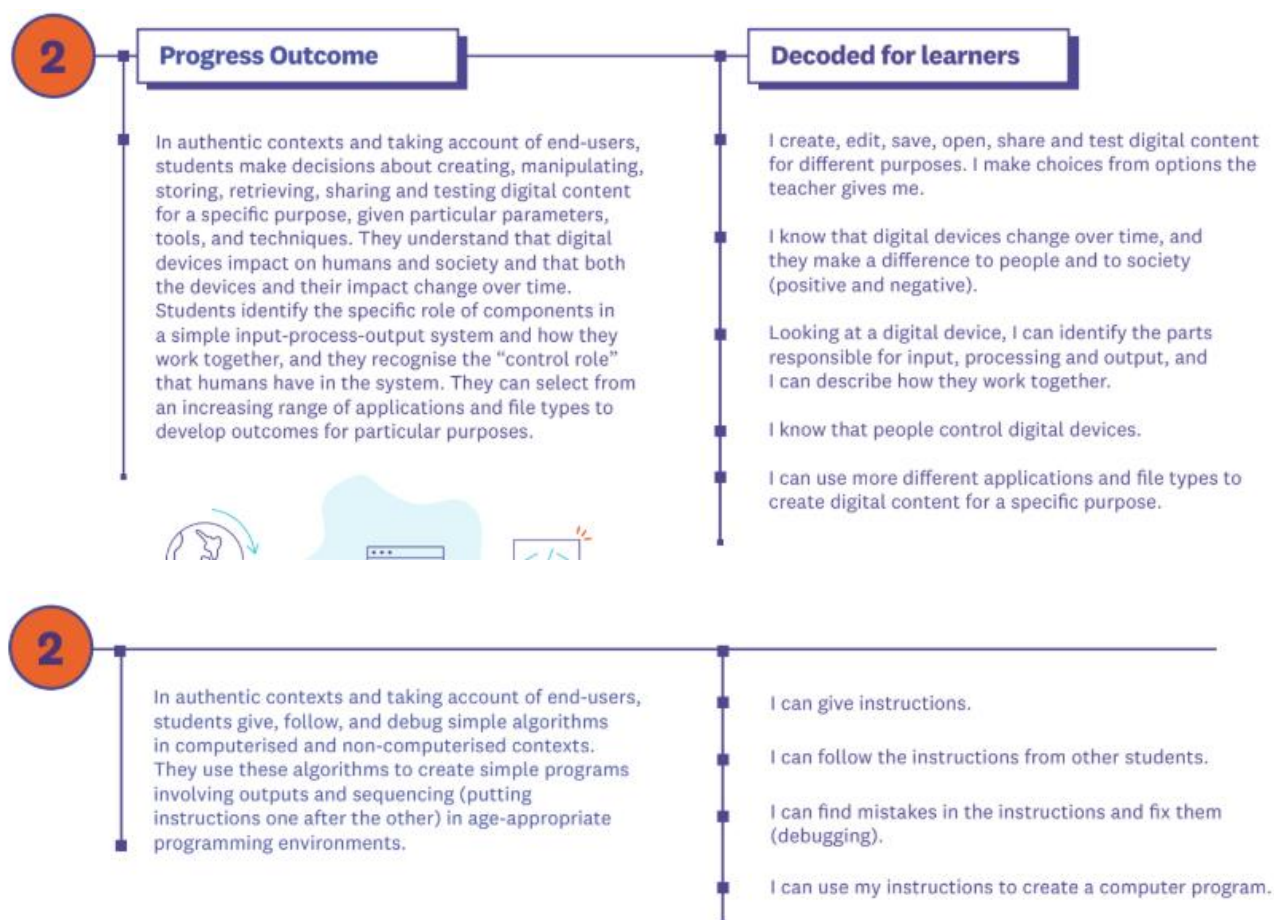 2
Progress Outcome
In authentic contexts and taking account of end-users,
students make decisions about creating, manipulating,
storing, retrieving, sharing and testing digital content
for a specific purpose, given particular parameters,
tools, and techniques. They understand that digital
devices impact on humans and society and that both
the devices and their impact change over time.
Students identify the specific role of components in
a simple input-process-output system and how they
work together, and they recognise the “control role”
that humans have in the system. They can select from
an increasing range of applications and file types to
develop outcomes for particular purposes.
Decoded for learners
I create, edit, save, open, share and test digital content
for different purposes. I make choices from options the
teacher gives me.
I know that digital devices change over time, and
they make a difference to people and to society
(positive and negative).
Looking at a digital device, I can identify the parts
responsible for input, processing and output, and
I can describe how they work together.
I know that people control digital devices.
I can use more different applications and file types to
create digital content for a specific purpose.
2
In authentic contexts and taking account of end-users,
students give, follow, and debug simple algorithms
in computerised and non-computerised contexts.
They use these algorithms to create simple programs
involving outputs and sequencing (putting
instructions one after the other) in age-appropriate
programming environments.
I can give instructions.
I can follow the instructions from other students.
I can find mistakes in the instructions and fix them
(debugging).
I can use my instructions to create a computer program.